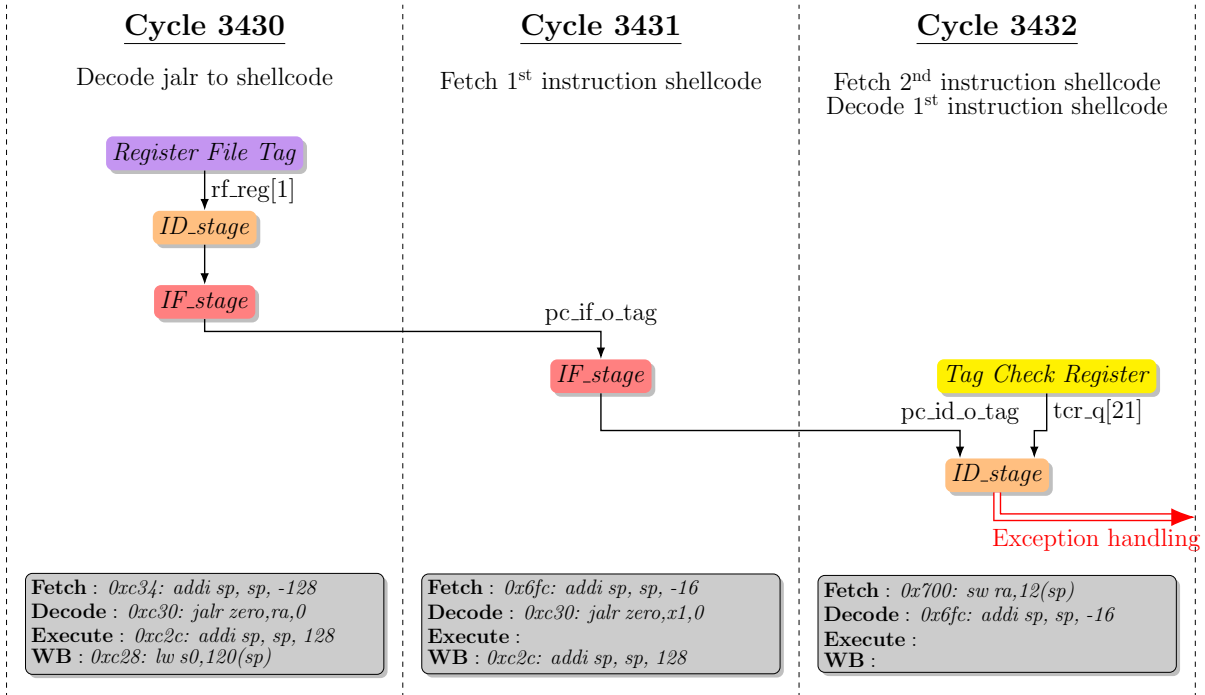 Cycle 3430
Decode jalr to shellcode
Register File Tag
rf_reg[1]
ID_stage
IF_stage
Fetch : 0xc34: addi sp, sp, -128
Decode : 0xc30: jalr zero,ra,0
Execute : 0xc2c: addi sp, sp, 128
WB : 0xc28: lw s0,120(sp)
Cycle 3431
Fetch 1st instruction shellcode
pc_if_o_tag
IF_stage
Fetch : 0x6fc: addi sp, sp, -16
Decode : 0xc30: jalr zero,x1,0
Execute :
WB : 0xc2c: addi sp, sp, 128
Cycle 3432
Fetch 2nd instruction shellcode
Decode 1st instruction shellcode
Tag Check Register
pc_id_o_tag
tcr_q[21]
ID_stage
Exception handling
Fetch : 0x700: sw ra,12(sp)
Decode : 0x6fc: addi sp, sp, -16
Execute :
WB :